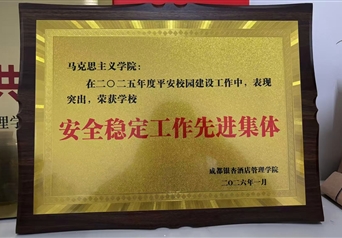 马克思主义学院：
在二〇二五年度平安校园建设工作中，表现
突出，荣获学校
安全稳定工作先进集体
成都银杏酒店管理学院
二〇二六年一月